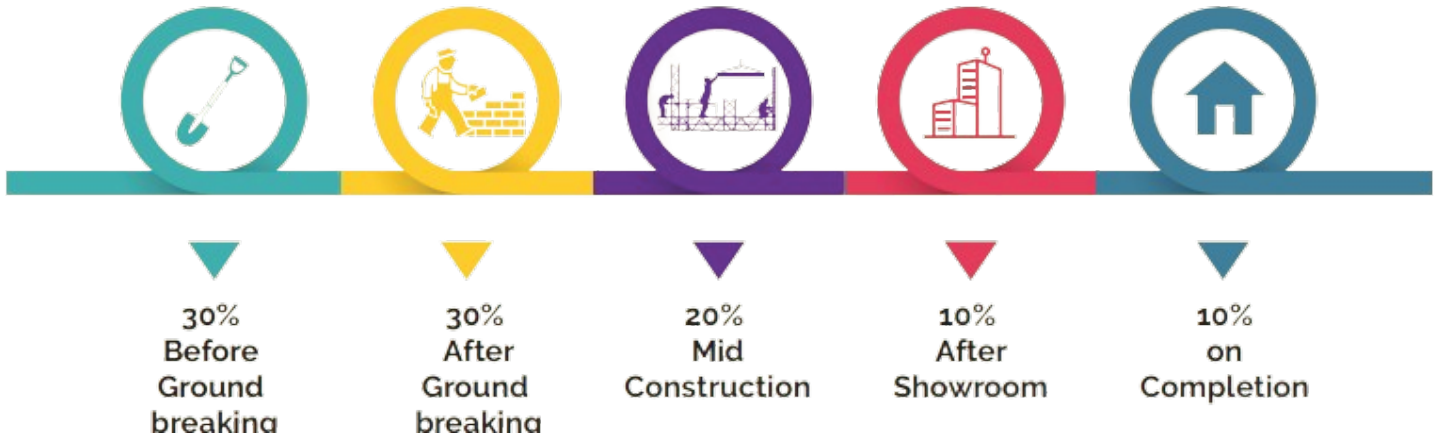 30%
Before
Ground
breaking
30%
After
Ground
breaking
20%
Mid
Construction
10%
After
Showroom
10%
on
Completion